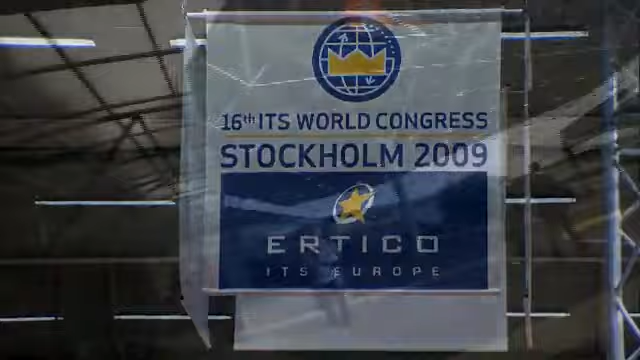 16th ITS WORLD CONGRESS
STOCKHOLM 2009
ERTICO
ITS EUROPE